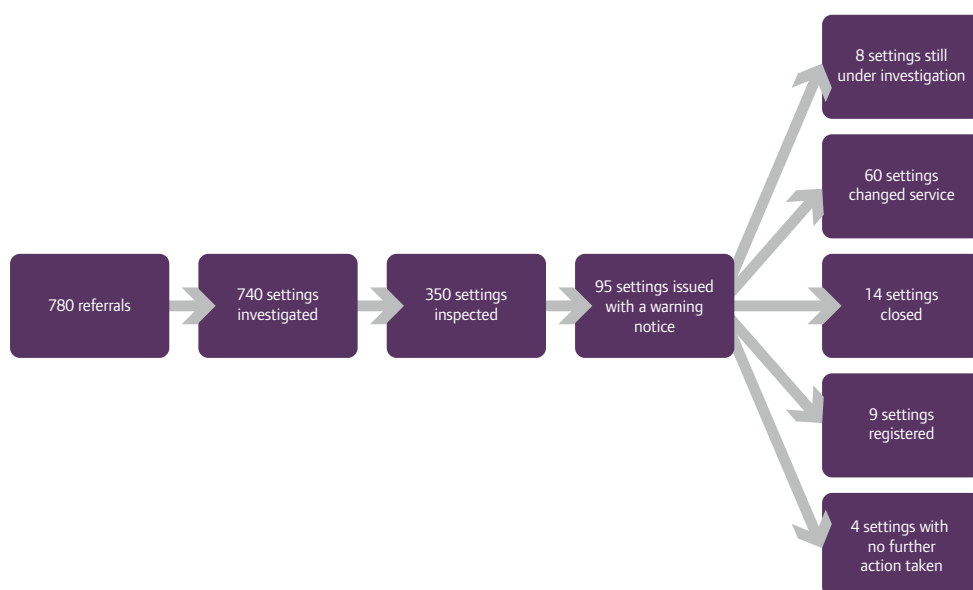 780 referrals
740 settings
investigated
350 settings
inspected
95 settings issued
with a warning
notice
8 settings still
under investigation
60 settings
changed service
14 settings
closed
9 settings
registered
4 settings with
no further
action taken